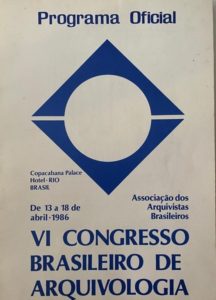 Programa Oficial
Copacabana Palace
Hotel-RIO
BRASIL
Associação dos
Arquivistas
Brasileiros
De 13 a 18 de
abril-1986
VI CONGRESSO
BRASILEIRO DE
ARQUIVOLOGIA